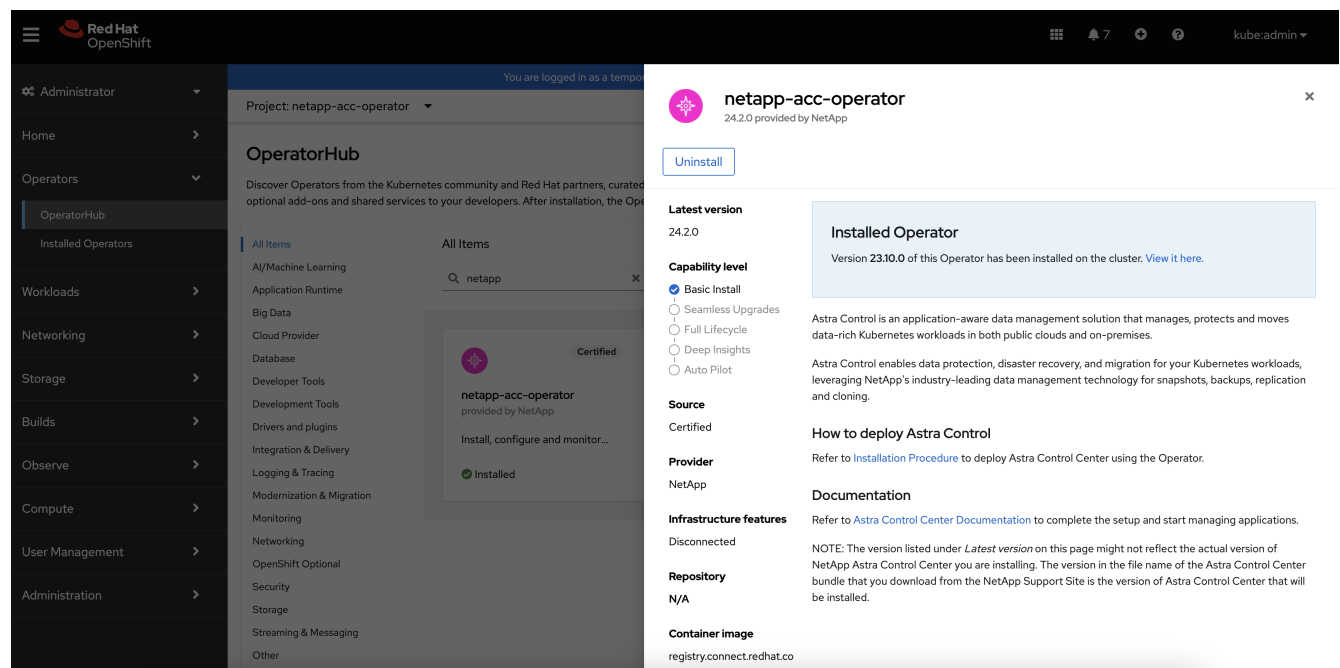 Red Hat
OpenShift
7
kube:admin
Administrator
Home
Operators
OperatorHub
Installed Operators
Workloads
Networking
Storage
Builds
Observe
Compute
User Management
Administration
You are logged in as a tempo
Project: netapp-acc-operator
OperatorHub
Discover Operators from the Kubernetes community and Red Hat partners, curated
optional add-ons and shared services to your developers. After installation, the Ope
All Items
AI/Machine Learning
Application Runtime
Big Data
Cloud Provider
Database
Developer Tools
Development Tools
Drivers and plugins
Integration & Delivery
Logging & Tracing
Modernization & Migration
Monitoring
Networking
OpenShift Optional
Security
Storage
Streaming & Messaging
Other
All Items
netapp
Certified
netapp-acc-operator
provided by NetApp
Install, configure and monitor...
Installed
netapp-acc-operator
24.2.0 provided by NetApp
Uninstall
Latest version
24.2.0
Capability level
Basic Install
Seamless Upgrades
Full Lifecycle
Deep Insights
Auto Pilot
Source
Certified
Provider
NetApp
Infrastructure features
Disconnected
Repository
N/A
Container image
registry.connect.redhat.co
Installed Operator
Version 23.10.0 of this Operator has been installed on the cluster. View it here.
Astra Control is an application-aware data management solution that manages, protects and moves
data-rich Kubernetes workloads in both public clouds and on-premises.
Astra Control enables data protection, disaster recovery, and migration for your Kubernetes workloads,
leveraging NetApp's industry-leading data management technology for snapshots, backups, replication
and cloning.
How to deploy Astra Control
Refer to Installation Procedure to deploy Astra Control Center using the Operator.
Documentation
Refer to Astra Control Center Documentation to complete the setup and start managing applications.
NOTE: The version listed under Latest version on this page might not reflect the actual version of
NetApp Astra Control Center you are installing. The version in the file name of the Astra Control Center
bundle that you download from the NetApp Support Site is the version of Astra Control Center that will
be installed.